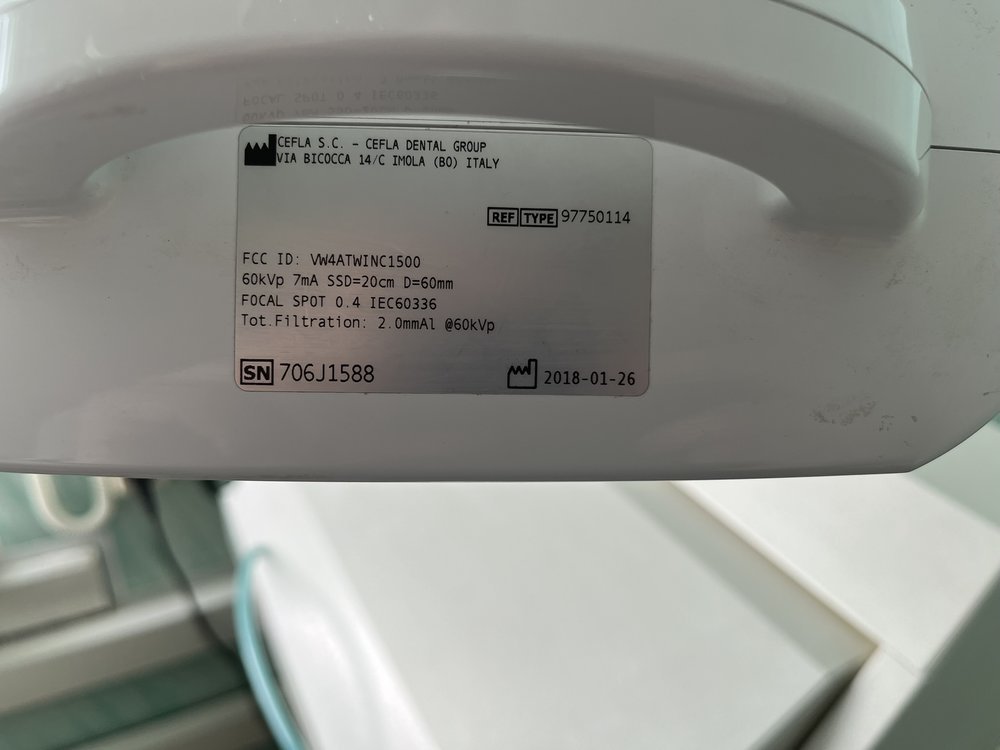 CEFLA S.C. - CEFLA DENTAL GROUP
VIA BICOCCA 14/C IMOLA (BO) ITALY
REF TYPE 97750114
FCC ID: VW4ATWINC1500
60kVp 7mA SSD=20cm D=60mm
FOCAL SPOT 0.4 IEC60336
Tot.Filtration: 2.0mmAl @60kVp
SN 706J1588
2018-01-26